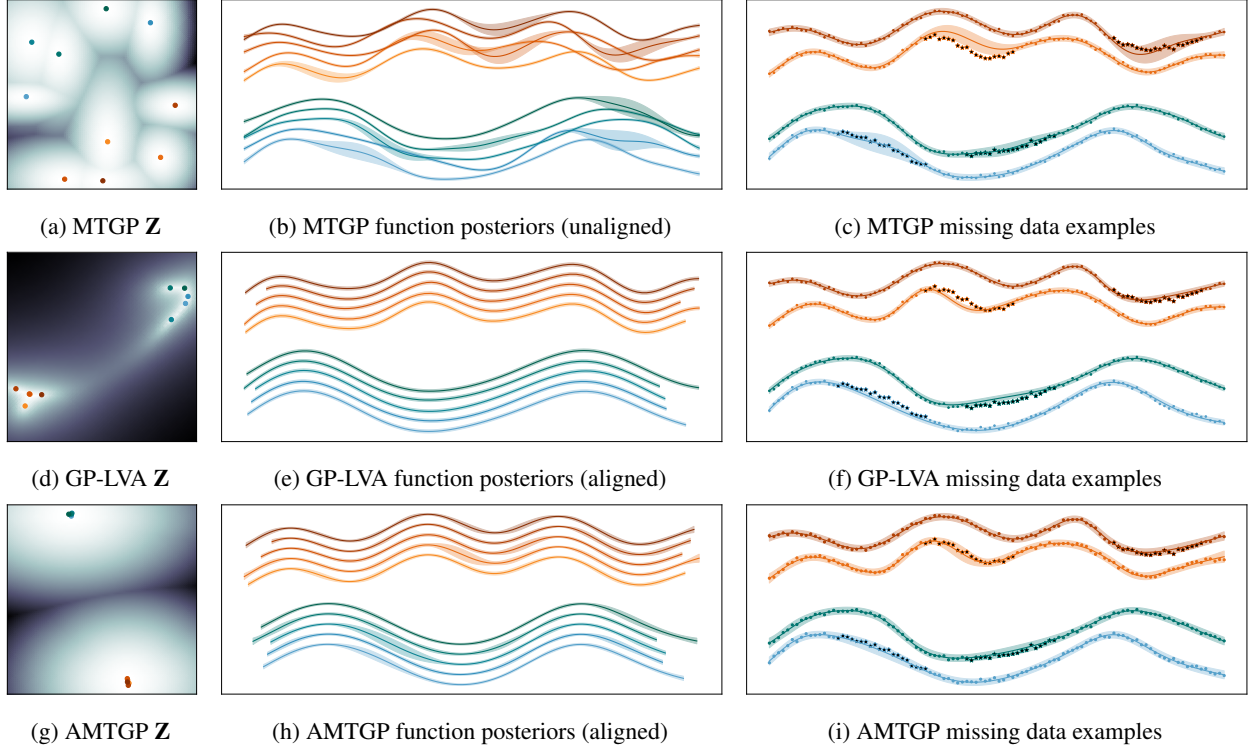 (a) MTGP Z
(b) MTGP function posteriors (unaligned)
(c) MTGP missing data examples
(d) GP-LVA Z
(e) GP-LVA function posteriors (aligned)
(f) GP-LVA missing data examples
(g) AMTGP Z
(h) AMTGP function posteriors (aligned)
(i) AMTGP missing data examples